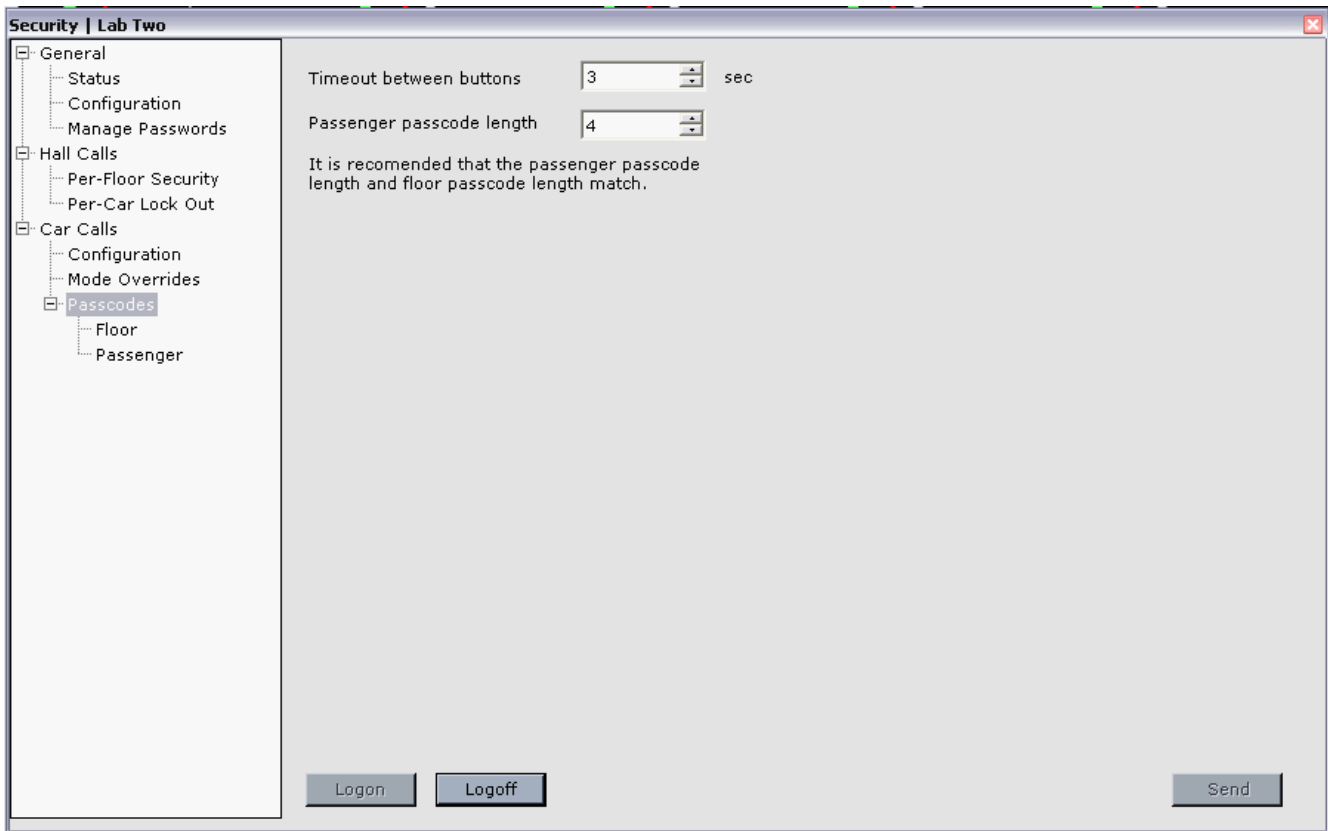 Security | Lab Two
General
Status
Configuration
Manage Passwords
Hall Calls
Per-Floor Security
Per-Car Lock Out
Car Calls
Configuration
Mode Overrides
Passcodes
Floor
Passenger
Timeout between buttons 3 sec
Passenger passcode length 4
It is recomended that the passenger passcode
length and floor passcode length match.
Logon Logoff Send